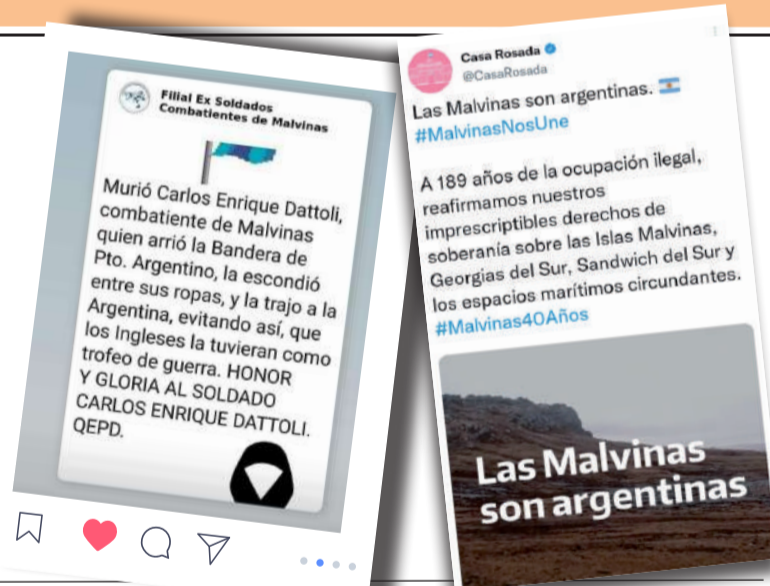 Filial Ex Soldados
Combatientes de Malvinas
Murió Carlos Enrique Dattoli,
combatiente de Malvinas
quien arrió la Bandera de
Pto. Argentino, la escondió
entre sus ropas, y la trajo a la
Argentina, evitando así, que
los Ingleses la tuvieran como
trofeo de guerra. HONOR
Y GLORIA AL SOLDADO
CARLOS ENRIQUE DATTOLI.
QEPD.
Casa Rosada
@CasaRosada
Las Malvinas son argentinas.
#MalvinasNosUne
A 189 años de la ocupación ilegal,
reafirmamos nuestros
imprescriptibles derechos de
soberanía sobre las Islas Malvinas,
Georgias del Sur, Sandwich del Sur y
los espacios marítimos circundantes.
#Malvinas40Años
Las Malvinas
son argentinas